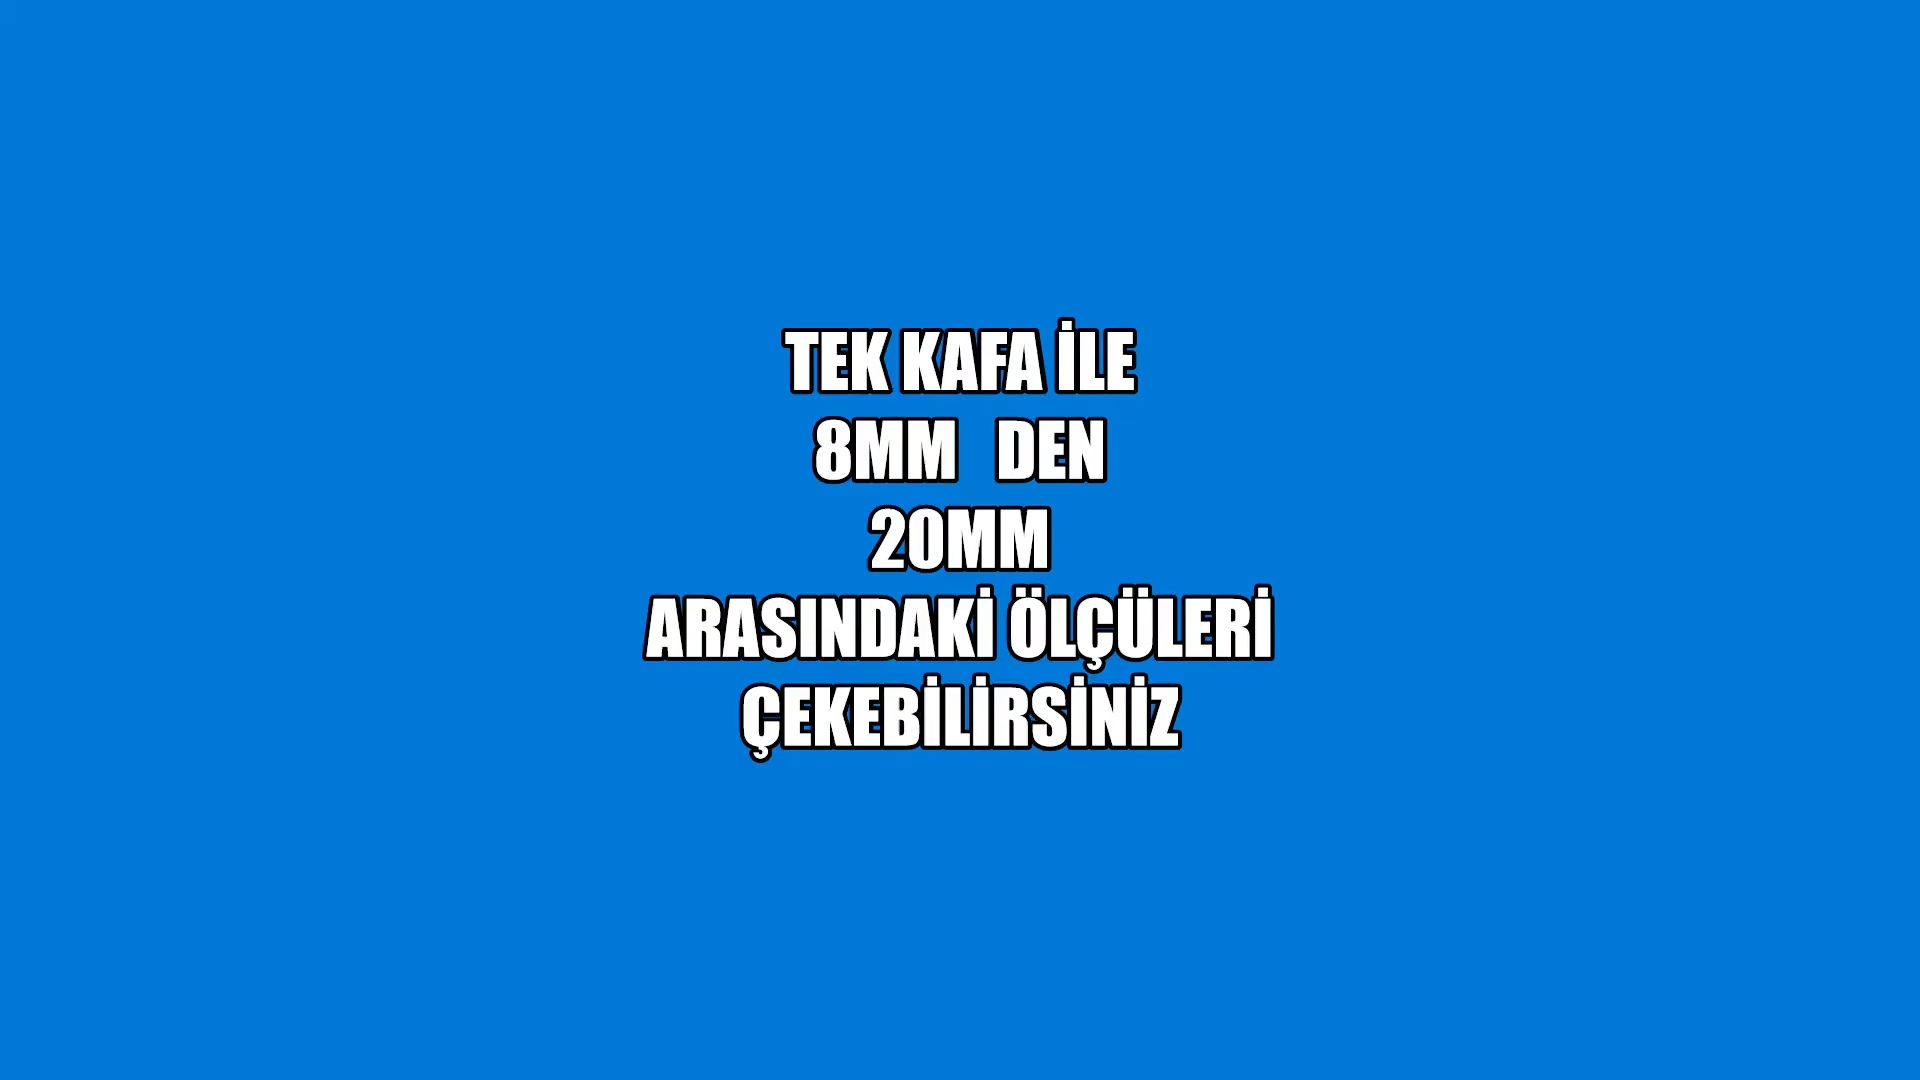 TEK KAFA İLE
8MM DEN
20MM
ARASINDAKİ ÖLÇÜLERİ
ÇEKEBİLİRSİNİZ